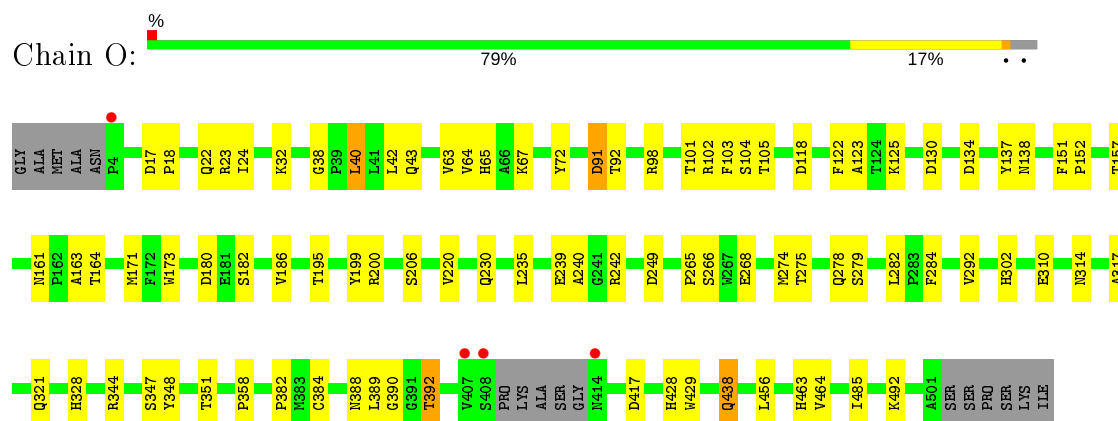 %
Chain O:
79% 17% • •
GLY ALA MET ALA ASN P4 D17 P18 Q22 R23 I24 K32 G38 P39 L40 L41 L42 Q43 V63 V64 H65 A66 K67 Y72 D91 T92 R98 T101 R102 F103 S104 T105 D118 F122 A123 T124 K125 D130 D134 Y137 N138 F151 P152 T157
N161 P162 A163 T164 M171 F172 W173 D180 E181 S182 V186 T195 Y199 R200 S206 V220 Q230 L235 E239 A240 G241 R242 D249 P265 S266 W267 E268 M274 T275 Q278 S279 L282 P283 F284 V292 H302 E310 N314 A317
Q321 H328 R344 S347 Y348 T351 P358 P382 M383 C384 N388 L389 G390 G391 T392 V407 S408 PRO LYS ALA SER GLY N414 D417 H428 W429 Q438 L456 H463 V464 I485 K492 A501 SER SER PRO SER LYS ILE